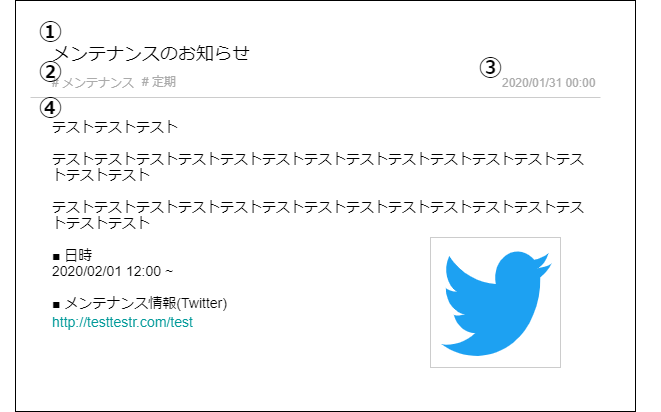 ①
メンテナンスのお知らせ
② # メンテナンス # 定期 ③ 2020/01/31 00:00
④
テストテストテスト
テストテストテストテストテストテストテストテストテストテストテストテストテス
トテストテスト
テストテストテストテストテストテストテストテストテストテストテストテストテス
トテストテスト
■ 日時
2020/02/01 12:00 ~
■ メンテナンス情報(Twitter)
http://testtestr.com/test